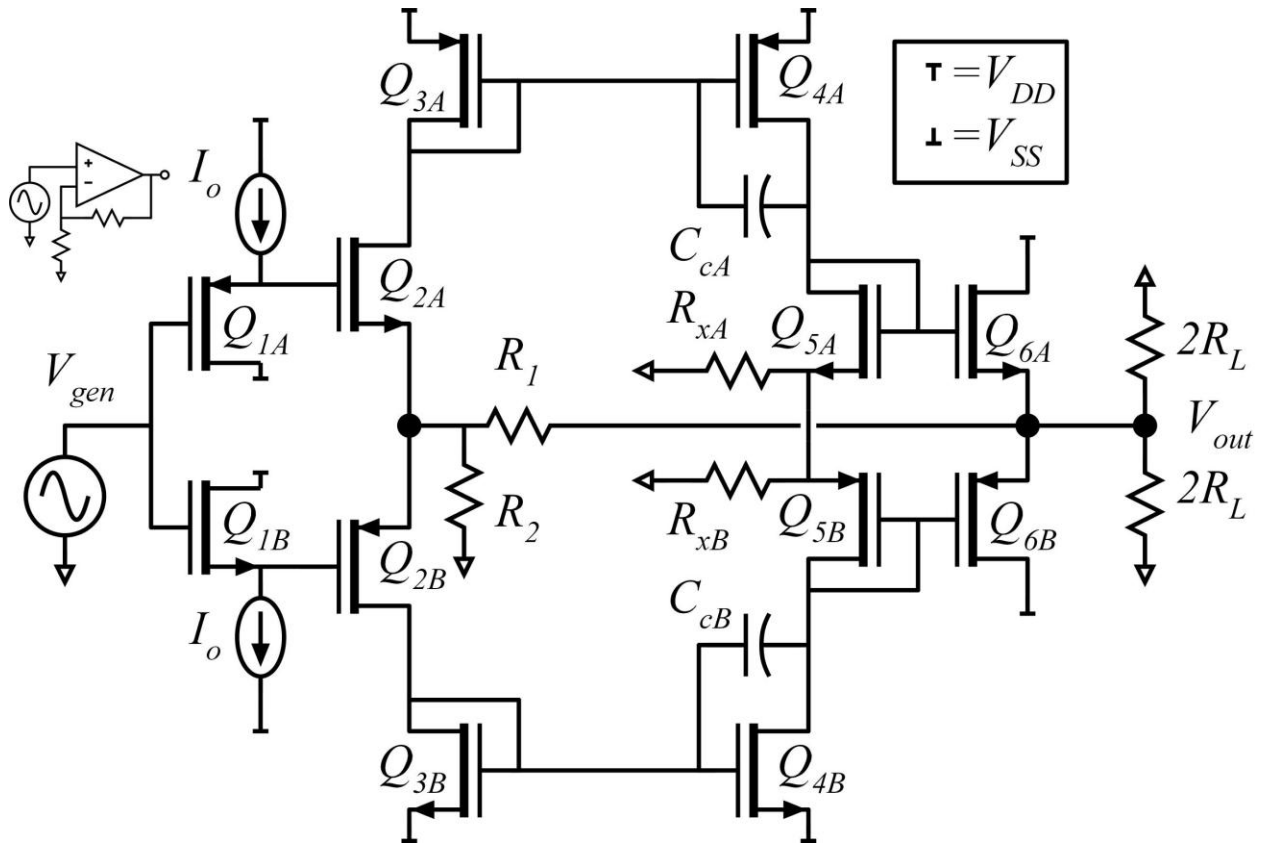 Q3A
Q4A
⊤ = VDD
⊥ = VSS
Io
+
−
Q2A
CcA
Q1A
RxA
Q5A
Q6A
2RL
Vgen
R1
Vout
Q1B
R2
RxB
Q5B
Q6B
2RL
Q2B
Io
CcB
Q3B
Q4B